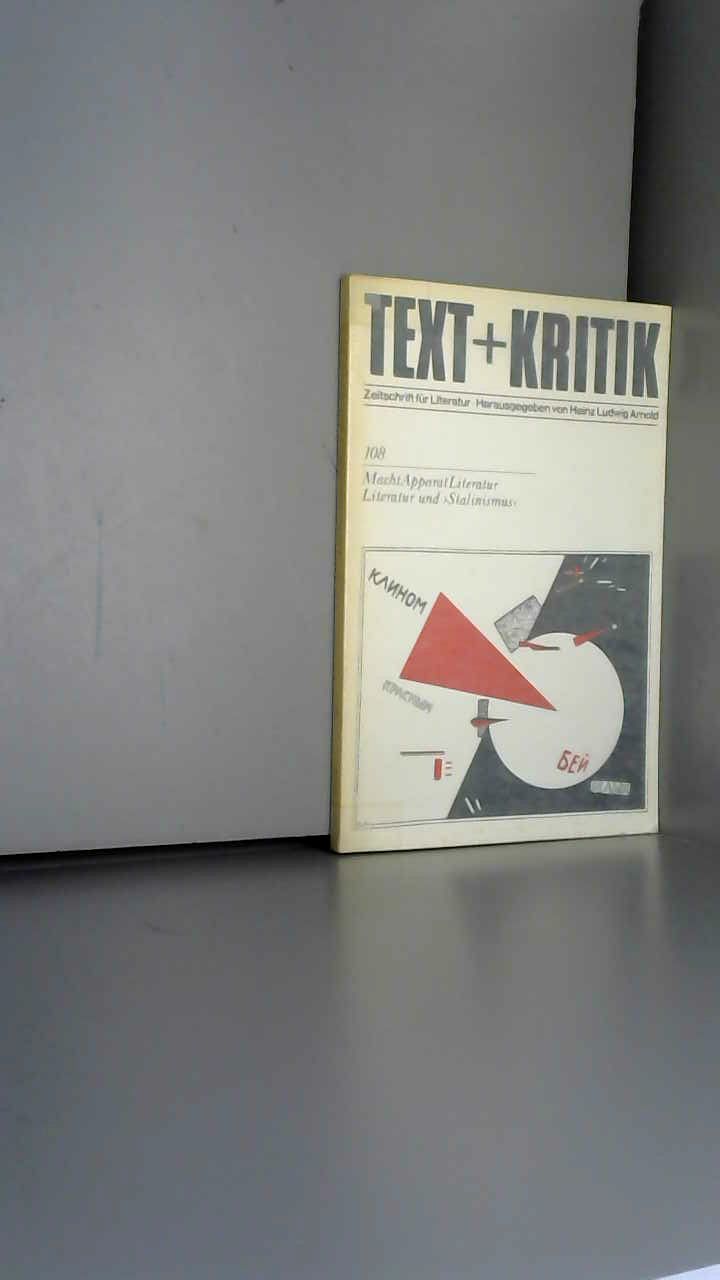 TEXT+KRITIK
Zeitschrift für Literatur · Herausgegeben von Heinz Ludwig Arnold
108
MachtApparatLiteratur
Literatur und ›Stalinismus‹
КЛИНОМ
КРАСНЫМ
БЕЙ